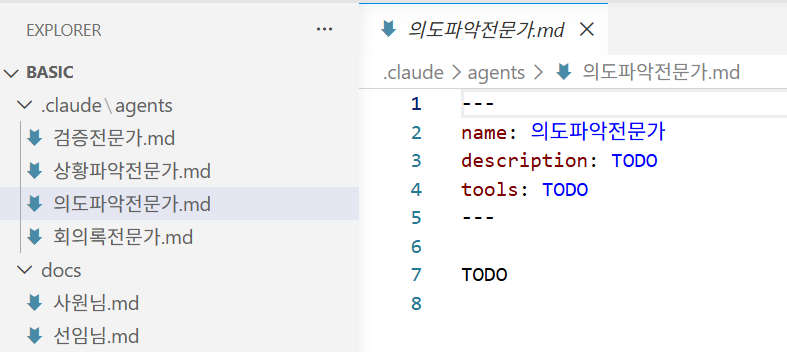 EXPLORER ...
BASIC
.claude\agents
검증전문가.md
상황파악전문가.md
의도파악전문가.md
회의록전문가.md
docs
사원님.md
선임님.md
의도파악전문가.md
.claude > agents > 의도파악전문가.md
1 ---
2 name: 의도파악전문가
3 description: TODO
4 tools: TODO
5 ---
6
7 TODO
8